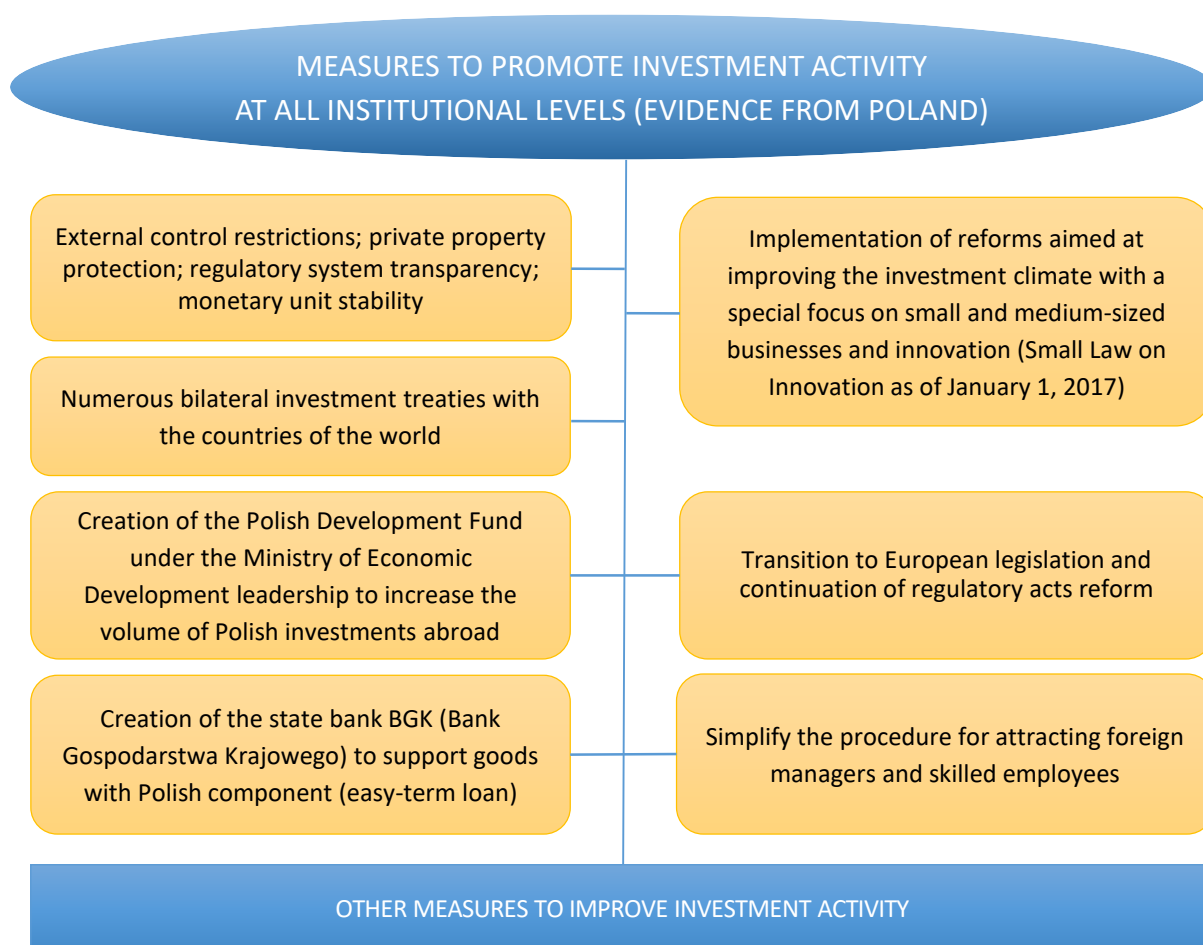 MEASURES TO PROMOTE INVESTMENT ACTIVITY
AT ALL INSTITUTIONAL LEVELS (EVIDENCE FROM POLAND)
External control restrictions; private property
protection; regulatory system transparency;
monetary unit stability
Implementation of reforms aimed at
improving the investment climate with a
special focus on small and medium-sized
businesses and innovation (Small Law on
Innovation as of January 1, 2017)
Numerous bilateral investment treaties with
the countries of the world
Creation of the Polish Development Fund
under the Ministry of Economic
Development leadership to increase the
volume of Polish investments abroad
Transition to European legislation and
continuation of regulatory acts reform
Creation of the state bank BGK (Bank
Gospodarstwa Krajowego) to support goods
with Polish component (easy-term loan)
Simplify the procedure for attracting foreign
managers and skilled employees
OTHER MEASURES TO IMPROVE INVESTMENT ACTIVITY